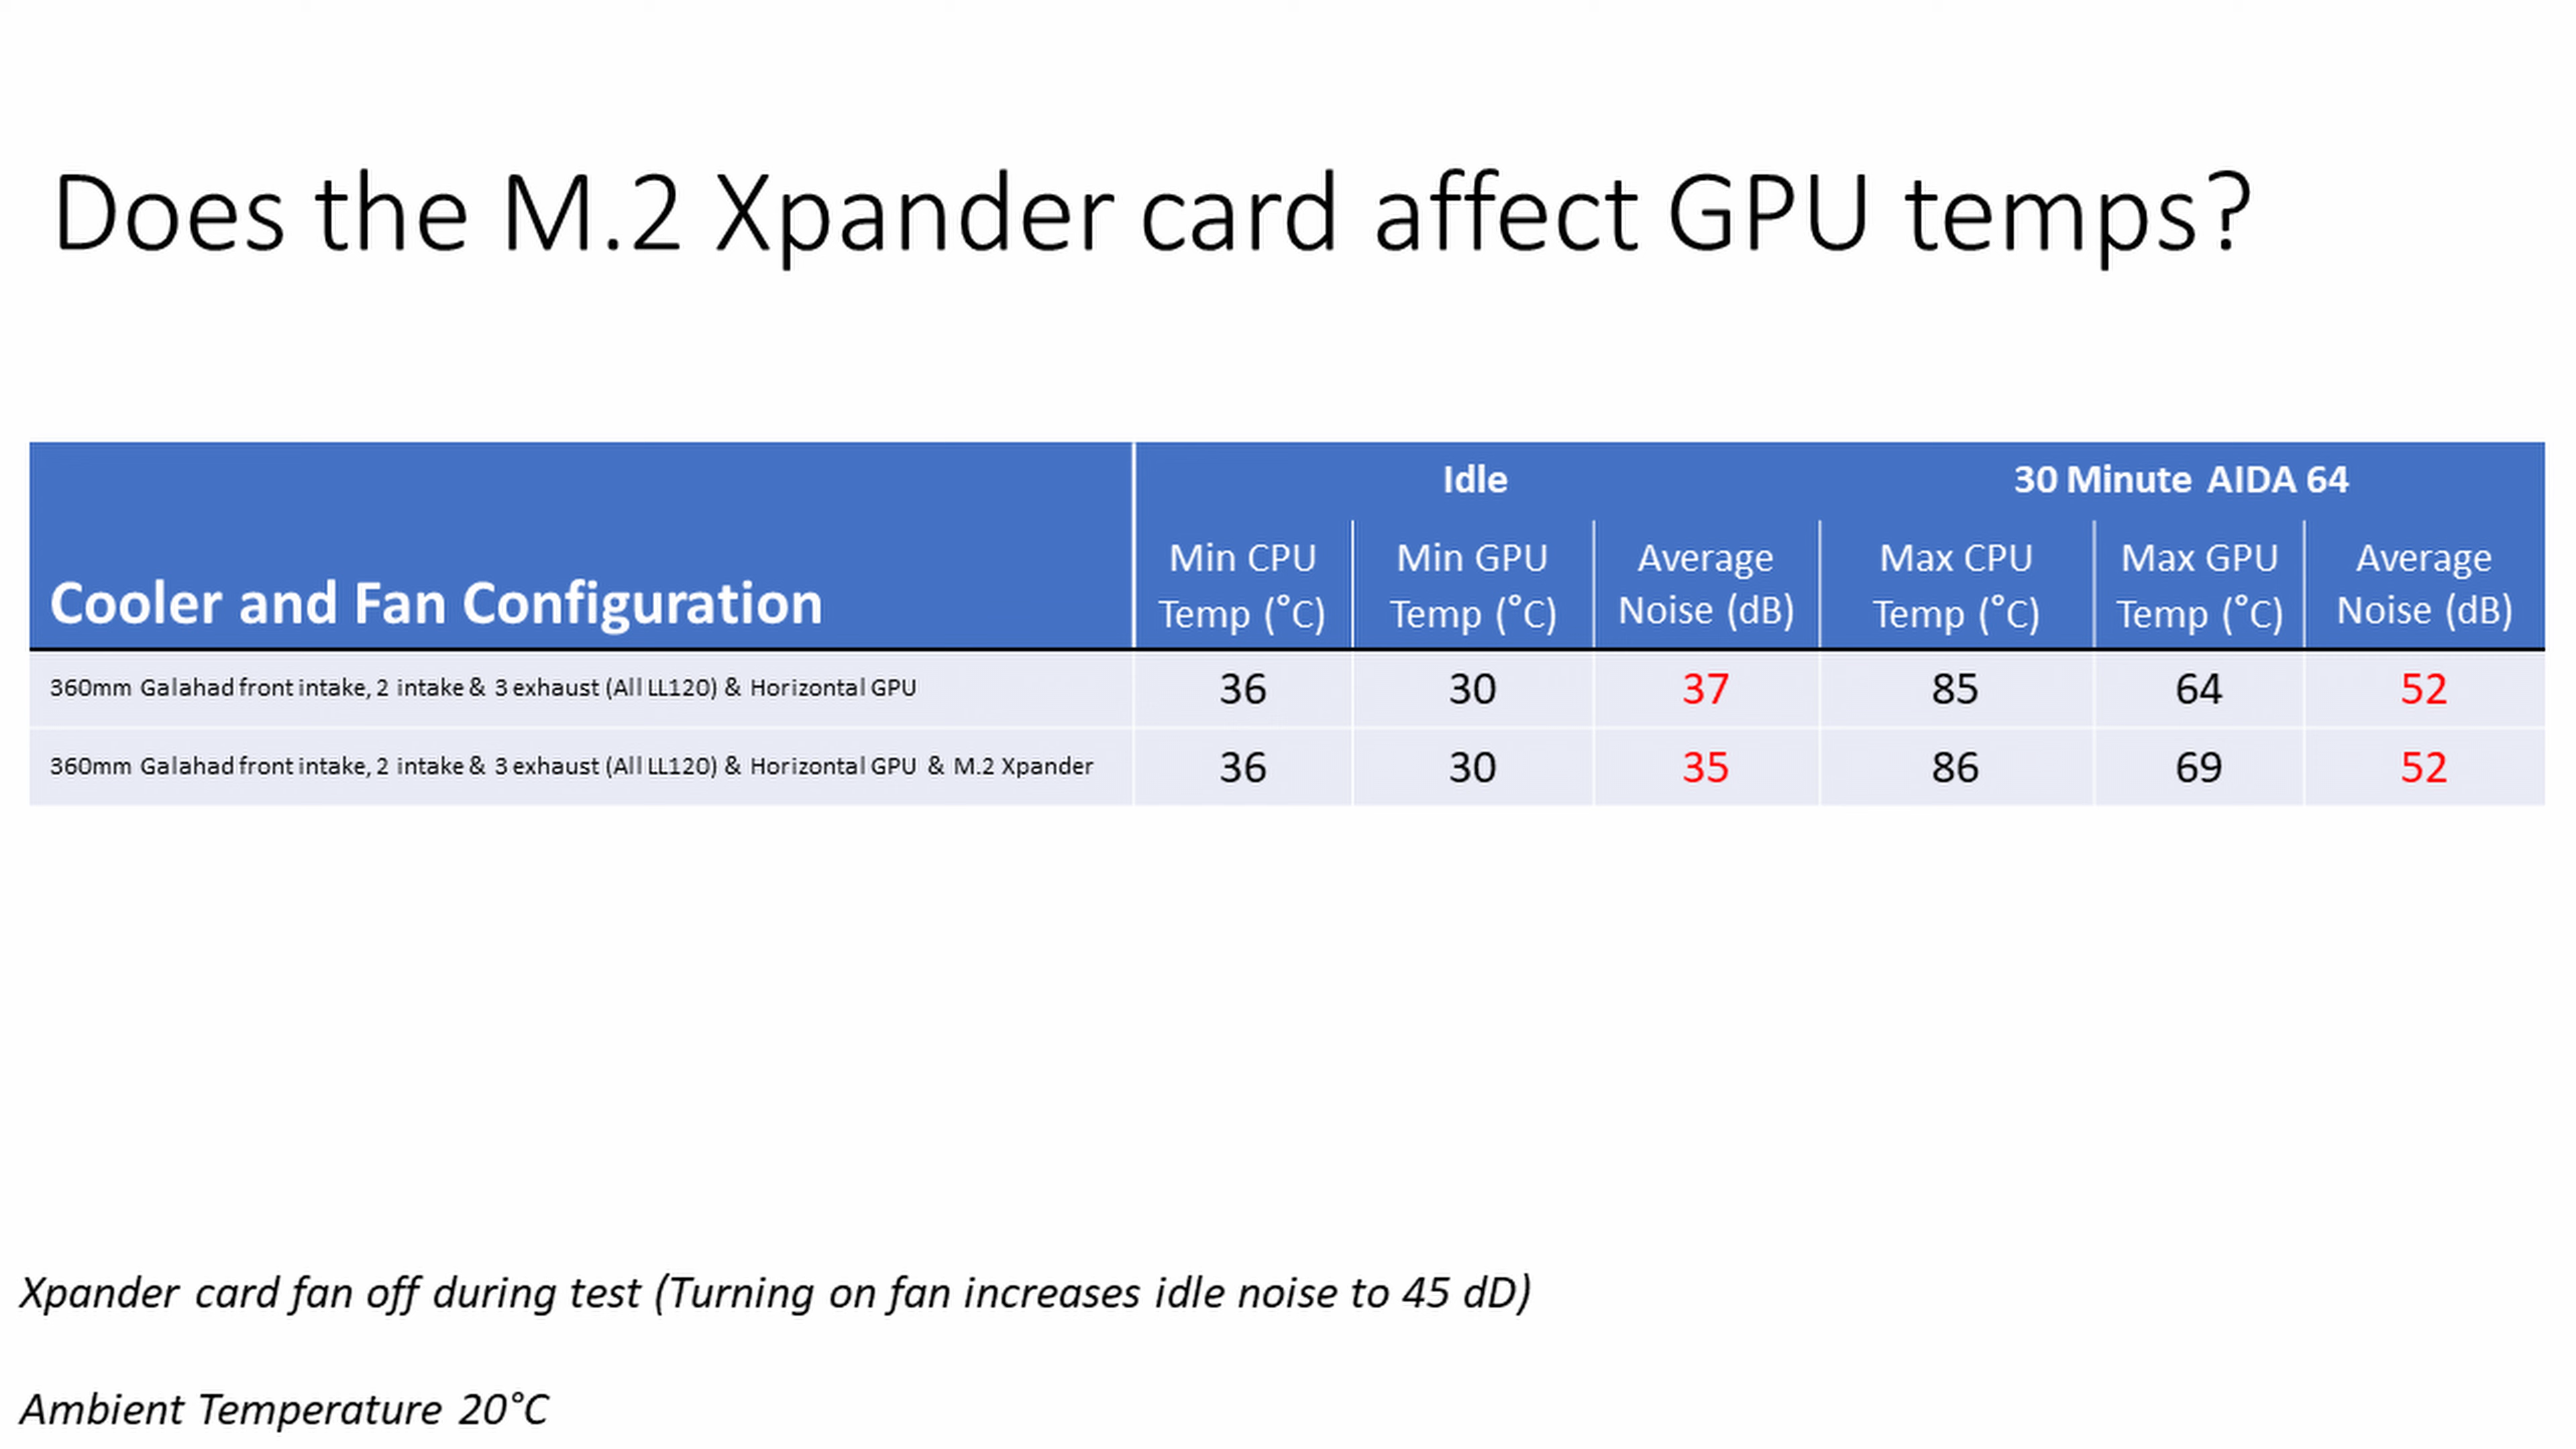 Does the M.2 Xpander card affect GPU temps?
Idle 30 Minute AIDA 64
Cooler and Fan Configuration
Min CPU Temp (°C) Min GPU Temp (°C) Average Noise (dB) Max CPU Temp (°C) Max GPU Temp (°C) Average Noise (dB)
360mm Galahad front intake, 2 intake & 3 exhaust (All LL120) & Horizontal GPU 36 30 37 85 64 52
360mm Galahad front intake, 2 intake & 3 exhaust (All LL120) & Horizontal GPU & M.2 Xpander 36 30 35 86 69 52
Xpander card fan off during test (Turning on fan increases idle noise to 45 dD)
Ambient Temperature 20°C